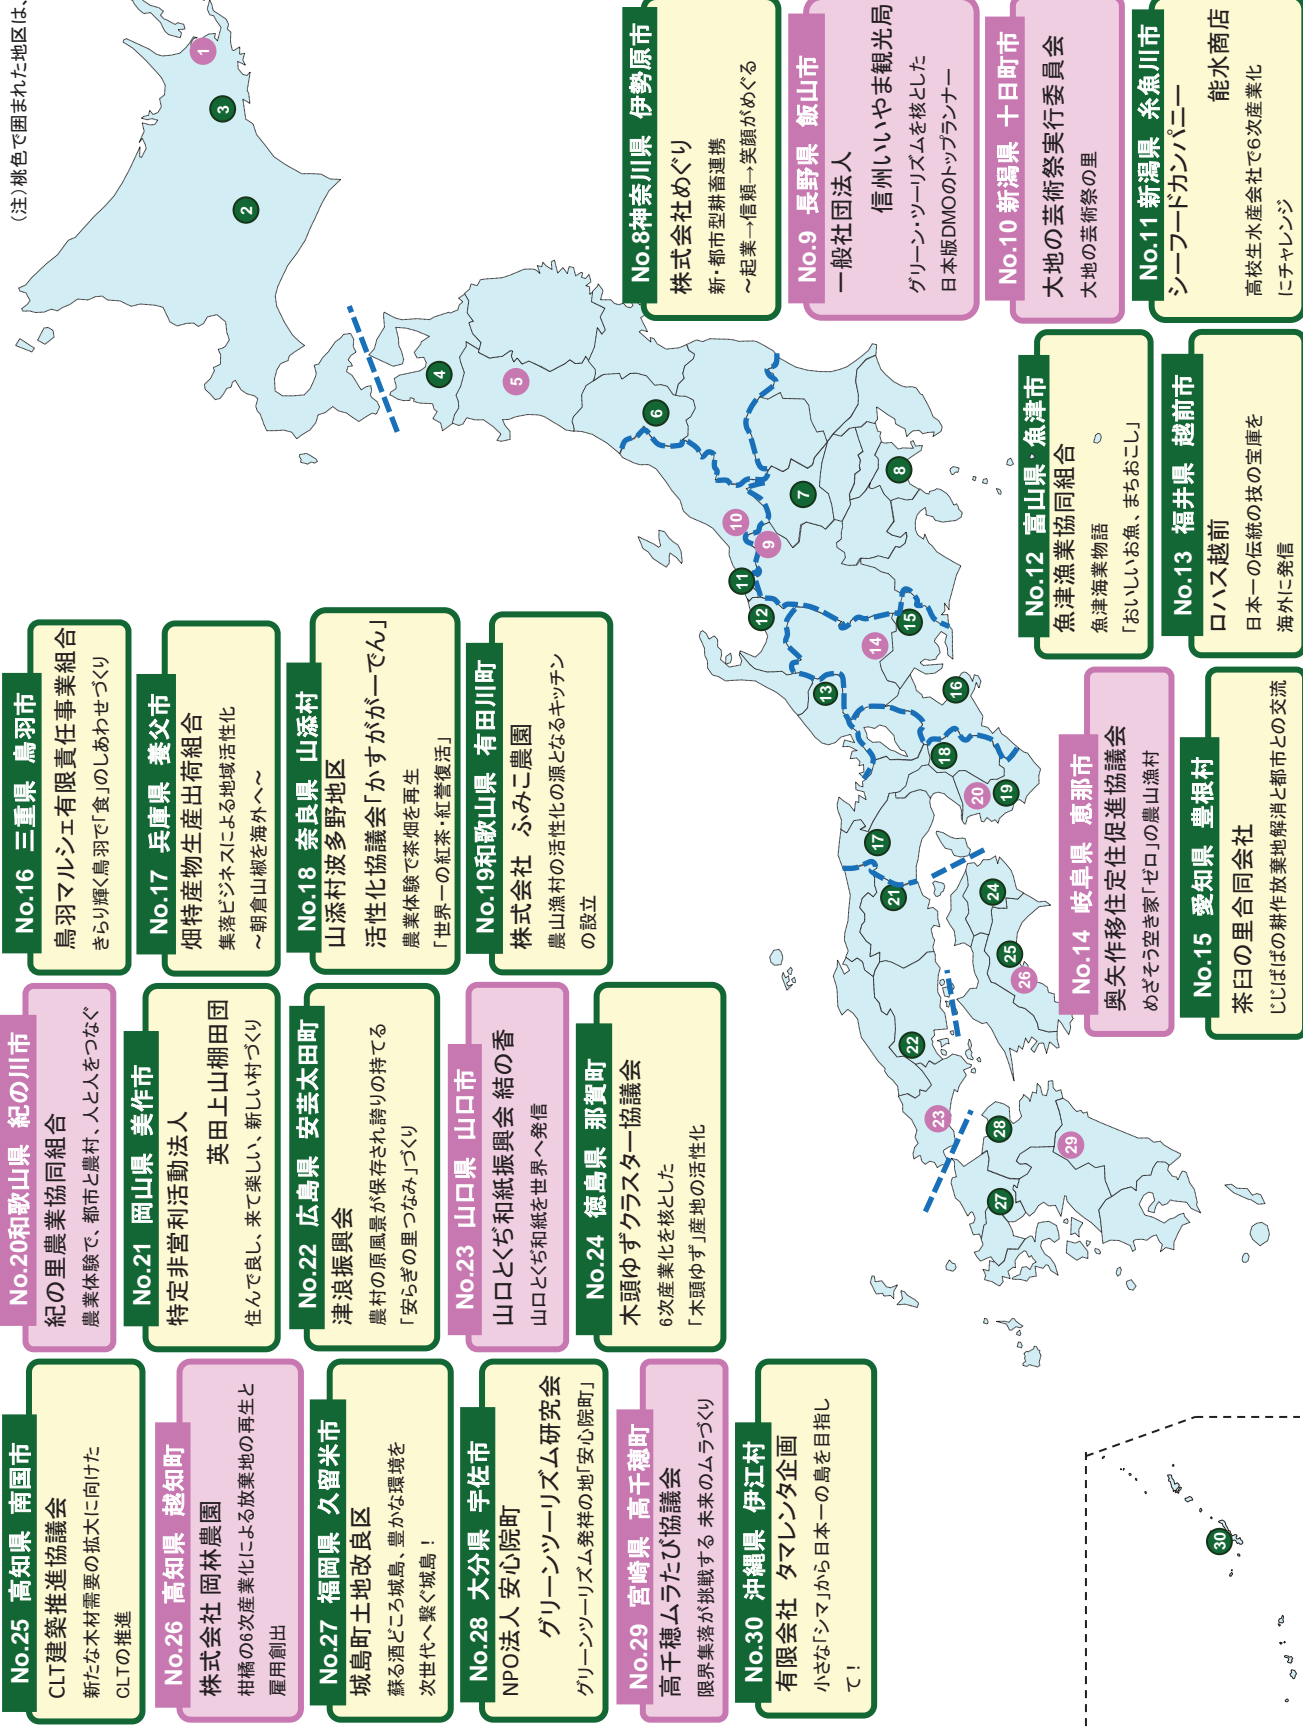 (注)桃色で囲まれた地区は、
No.8神奈川県 伊勢原市
株式会社めぐり
新・都市型耕畜連携
～起業→信頼→笑顔がめぐる
No.9 長野県 飯山市
一般社団法人
信州いいやま観光局
グリーン・ツーリズムを核とした
日本版DMOのトップランナー
No.10 新潟県 十日町市
大地の芸術祭実行委員会
大地の芸術祭の里
No.11 新潟県 糸魚川市
シーフードカンパニー
能水商店
高校生水産会社で6次産業化
にチャレンジ
No.12 富山県・魚津市
魚津漁業協同組合
魚津海業物語
「おいしいお魚、まちおこし」
No.13 福井県 越前市
ロハス越前
日本一の伝統の技の宝庫を
海外に発信
No.14 岐阜県 恵那市
奥矢作移住定住促進協議会
めざそう空き家「ゼロ」の農山漁村
No.15 愛知県 豊根村
茶臼の里合同会社
じじばばの耕作放棄地解消と都市との交流
No.16 三重県 鳥羽市
鳥羽マルシェ有限責任事業組合
きらり輝く鳥羽で「食」のしあわせづくり
No.17 兵庫県 養父市
畑特産物生産出荷組合
集落ビジネスによる地域活性化
～朝倉山椒を海外へ～
No.18 奈良県 山添村
山添村波多野地区
活性化協議会「かすががーでん」
農業体験で茶畑を再生
「世界一の紅茶・紅誉復活」
No.19和歌山県 有田川町
株式会社 ふみこ農園
農山漁村の活性化の源となるキッチン
の設立
No.20和歌山県 紀の川市
紀の里農業協同組合
農業体験で、都市と農村、人と人をつなぐ
No.21 岡山県 美作市
特定非営利活動法人
英田上山棚田団
住んで良し、来て楽しい、新しい村づくり
No.22 広島県 安芸太田町
津浪振興会
農村の原風景が保存され誇りの持てる
「安らぎの里つなみ」づくり
No.23 山口県 山口市
山口とくぢ和紙振興会 結の香
山口とくぢ和紙を世界へ発信
No.24 徳島県 那賀町
木頭ゆずクラスター協議会
6次産業化を核とした
「木頭ゆず」産地の活性化
No.25 高知県 南国市
CLT建築推進協議会
新たな木材需要の拡大に向けた
CLTの推進
No.26 高知県 越知町
株式会社 岡林農園
柑橘の6次産業化による放棄地の再生と
雇用創出
No.27 福岡県 久留米市
城島町土地改良区
蘇る酒どころ城島、豊かな環境を
次世代へ繋ぐ城島！
No.28 大分県 宇佐市
NPO法人 安心院町
グリーンツーリズム研究会
グリーンツーリズム発祥の地「安心院町」
No.29 宮崎県 高千穂町
高千穂ムラたび協議会
限界集落が挑戦する 未来のムラづくり
No.30 沖縄県 伊江村
有限会社 タマレンタ企画
小さな「シマ」から日本一の島を目指し
て！
1
2
3
4
5
6
7
8
9
10
11
12
13
14
15
16
17
18
19
20
21
22
23
24
25
26
27
28
29
30